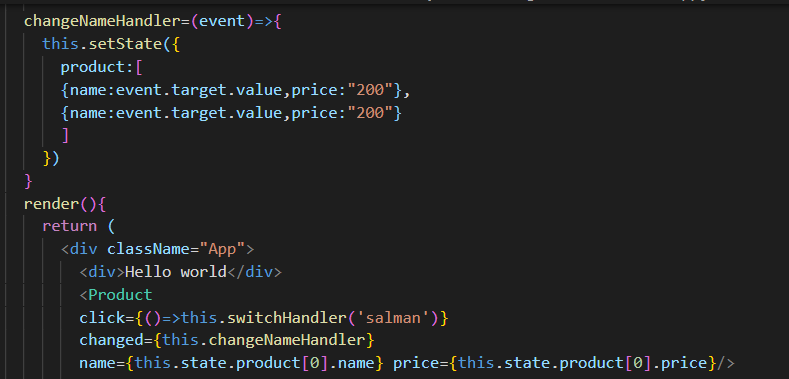 changeNameHandler=(event)=>{
this.setState({
product:[
{name:event.target.value,price:"200"},
{name:event.target.value,price:"200"}
]
})
}
render(){
return (
<div className="App">
<div>Hello world</div>
<Product
click={()=>this.switchHandler('salman')}
changed={this.changeNameHandler}
name={this.state.product[0].name} price={this.state.product[0].price}/>